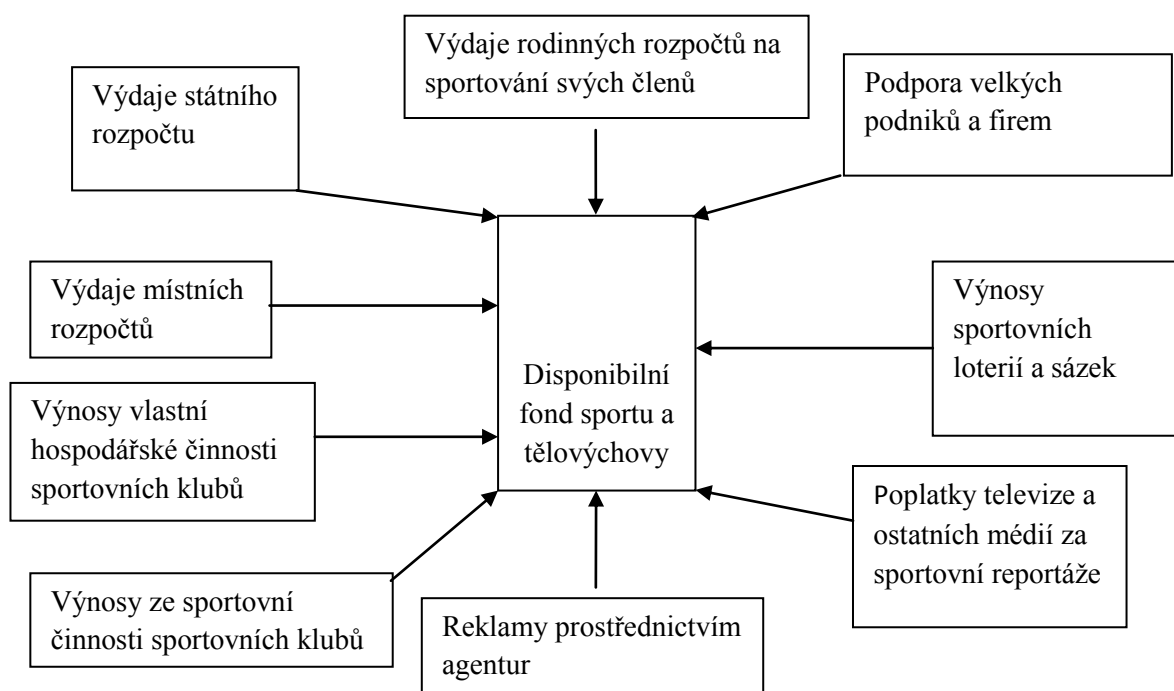 Výdaje rodinných rozpočtů na
sportování svých členů
Výdaje státního
rozpočtu
Podpora velkých
podniků a firem
Výdaje místních
rozpočtů
Výnosy
sportovních
loterií a sázek
Disponibilní
fond sportu a
tělovýchovy
Výnosy vlastní
hospodářské činnosti
sportovních klubů
Poplatky televize a
ostatních médií za
sportovní reportáže
Výnosy ze sportovní
činnosti sportovních klubů
Reklamy prostřednictvím
agentur